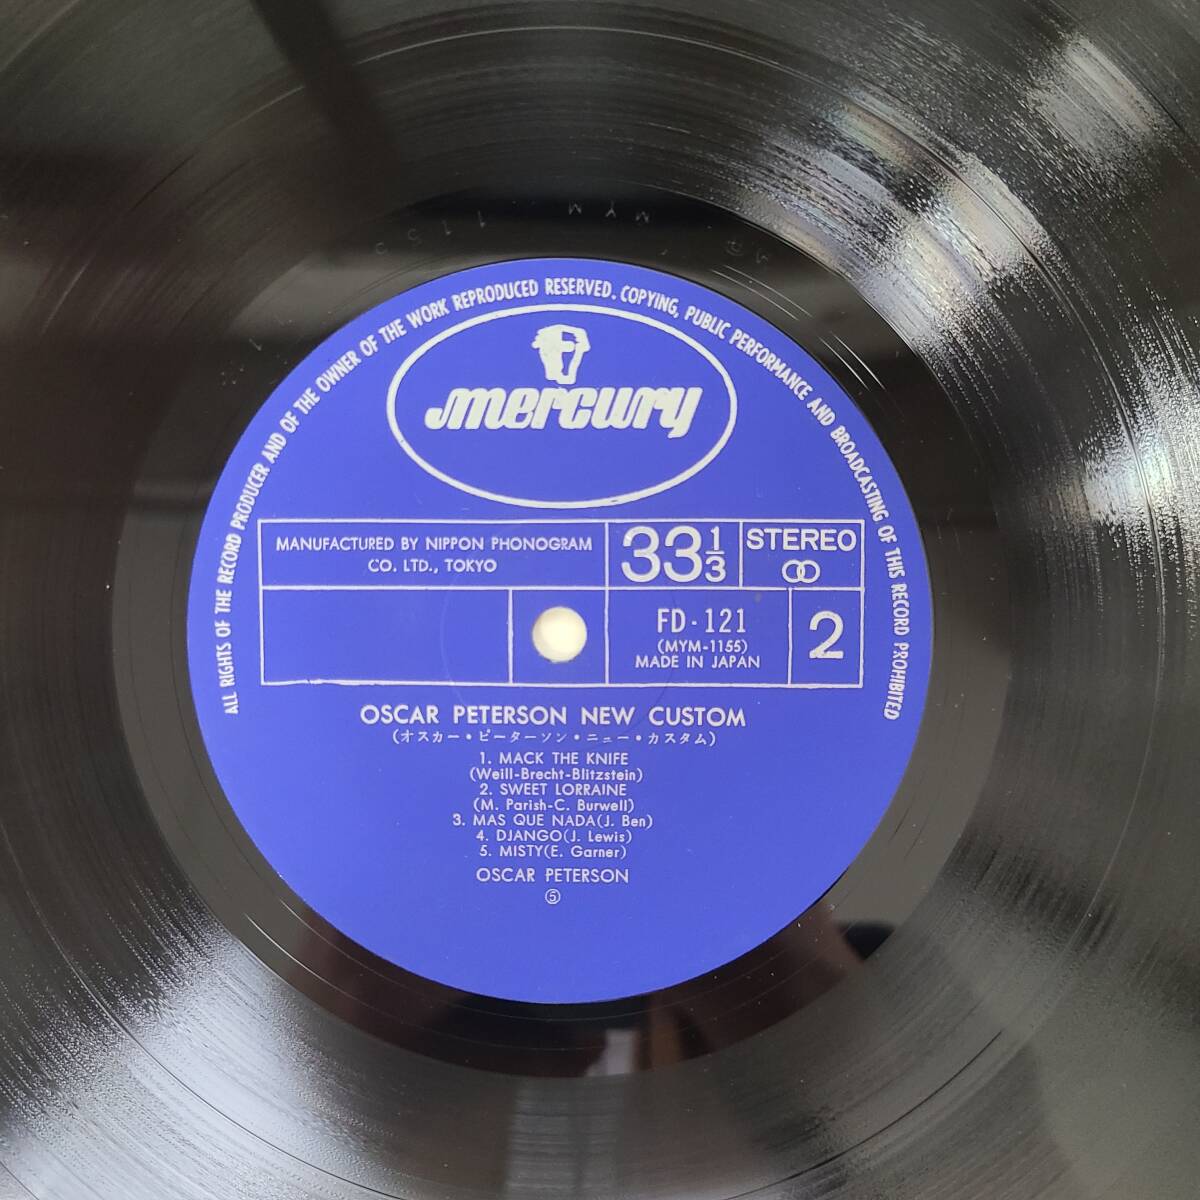 MYM 1155
ALL RIGHTS OF THE RECORD PRODUCER AND OF THE OWNER OF THE WORK REPRODUCED RESERVED. COPYING, PUBLIC PERFORMANCE AND BROADCASTING OF THIS RECORD PROHIBITED
mercury
MANUFACTURED BY NIPPON PHONOGRAM
CO. LTD., TOKYO
33 1/3
STEREO
FD-121
(MYM-1155)
MADE IN JAPAN
2
OSCAR PETERSON NEW CUSTOM
(オスカー・ピーターソン・ニュー・カスタム)
1. MACK THE KNIFE
(Weill-Brecht-Blitzstein)
2. SWEET LORRAINE
(M. Parish-C. Burwell)
3. MAS QUE NADA(J. Ben)
4. DJANGO(J. Lewis)
5. MISTY(E. Garner)
OSCAR PETERSON
⑤